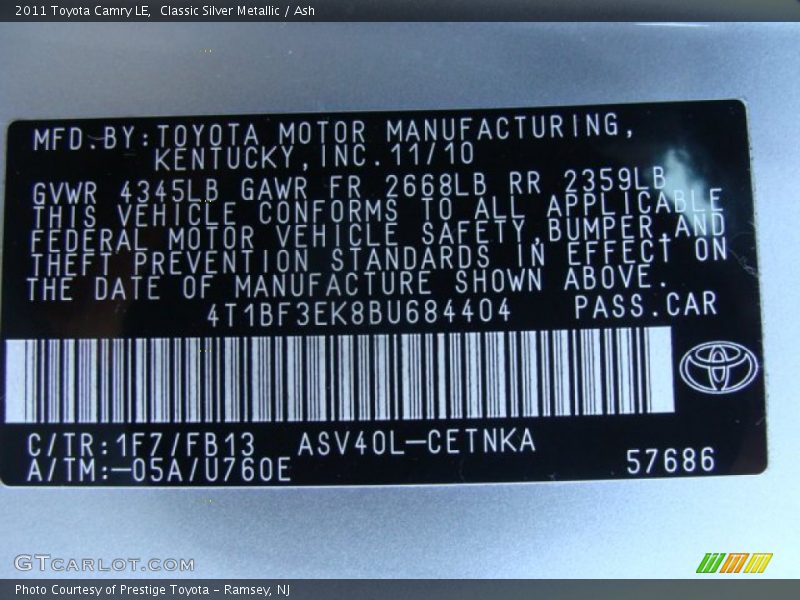 2011 Toyota Camry LE,  Classic Silver Metallic / Ash
MFD.BY:TOYOTA MOTOR MANUFACTURING,
KENTUCKY,INC.11/10
GVWR 4345LB GAWR FR 2668LB RR 2359LB
THIS VEHICLE CONFORMS TO ALL APPLICABLE
FEDERAL MOTOR VEHICLE SAFETY,BUMPER,AND
THEFT PREVENTION STANDARDS IN EFFECT ON
THE DATE OF MANUFACTURE SHOWN ABOVE.
4T1BF3EK8BU684404 PASS.CAR
C/TR:1F7/FB13 ASV40L-CETNKA
A/TM:-05A/U760E 57686
GTCARLOT.COM
Photo Courtesy of Prestige Toyota - Ramsey, NJ